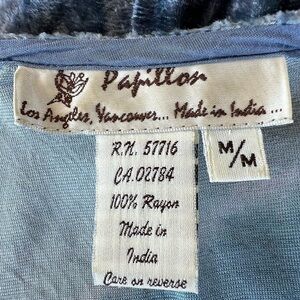 Papillon
Los Angeles, Vancouver... Made in India ...
R.N. 57716
CA.02784
100% Rayon
Made in
India
Care on reverse
M/M